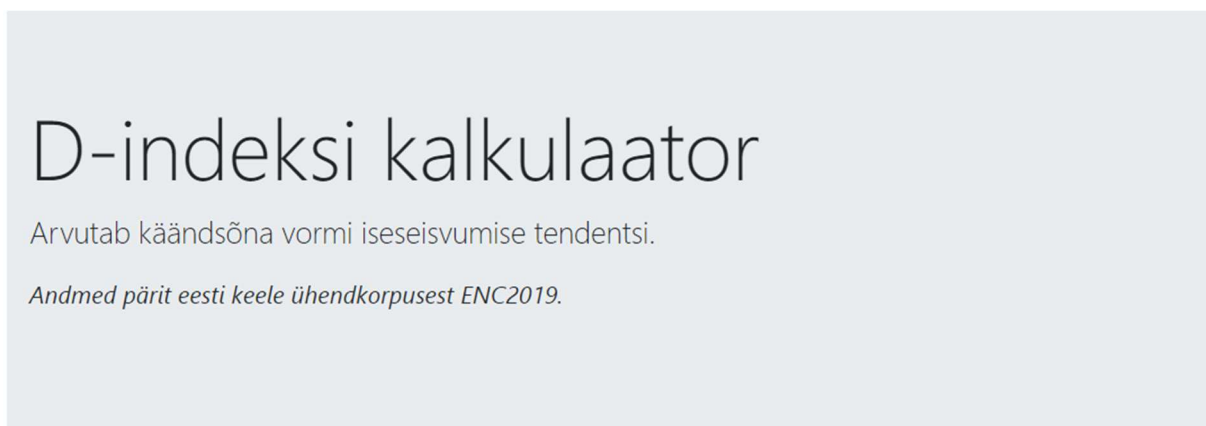 D-indeksi kalkulaator
Arvutab käändsõna vormi iseseisvumise tendentsi.
Andmed pärit eesti keele ühendkorpusest ENC2019.